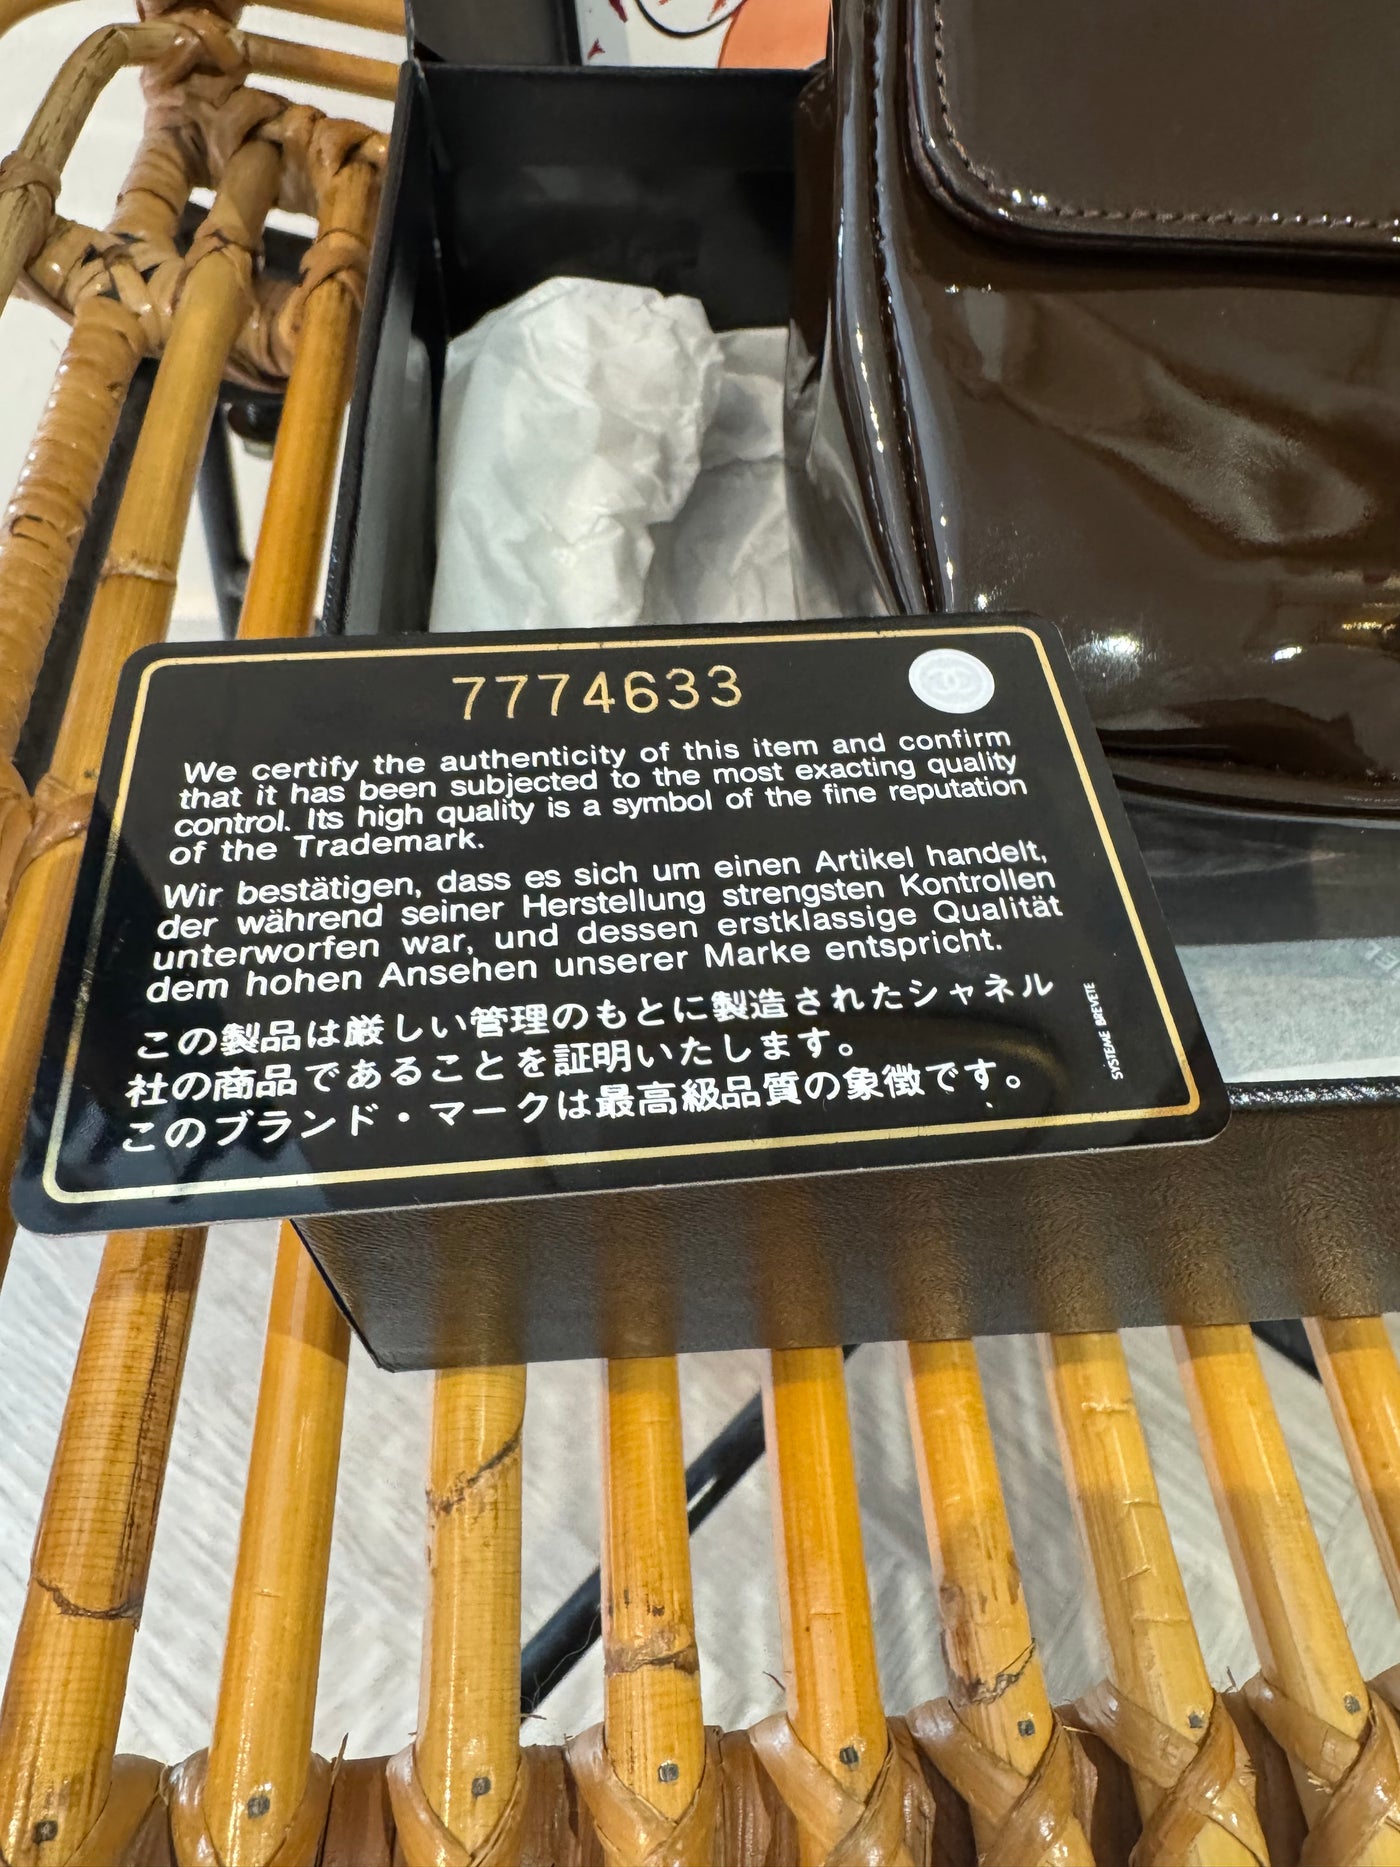 7774633
We certify the authenticity of this item and confirm
that it has been subjected to the most exacting quality
control. Its high quality is a symbol of the fine reputation
of the Trademark.
Wir bestätigen, dass es sich um einen Artikel handelt,
der während seiner Herstellung strengsten Kontrollen
unterworfen war, und dessen erstklassige Qualität
dem hohen Ansehen unserer Marke entspricht.
この製品は厳しい管理のもとに製造されたシャネル
社の商品であることを証明いたします。
このブランド・マークは最高級品質の象徴です。
SYSTEME BREVETE